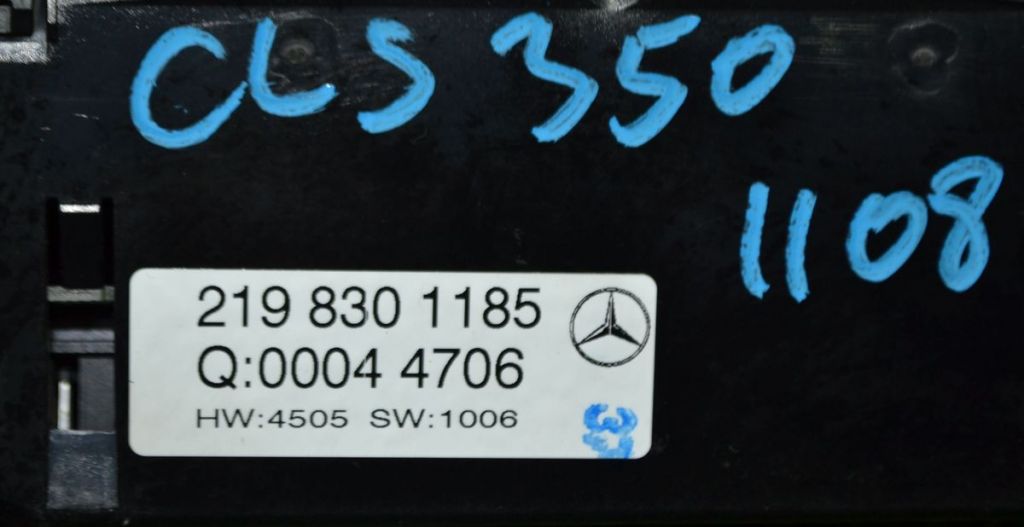 CLS 350
1108
219 830 1185
Q:0004 4706
HW:4505 SW:1006